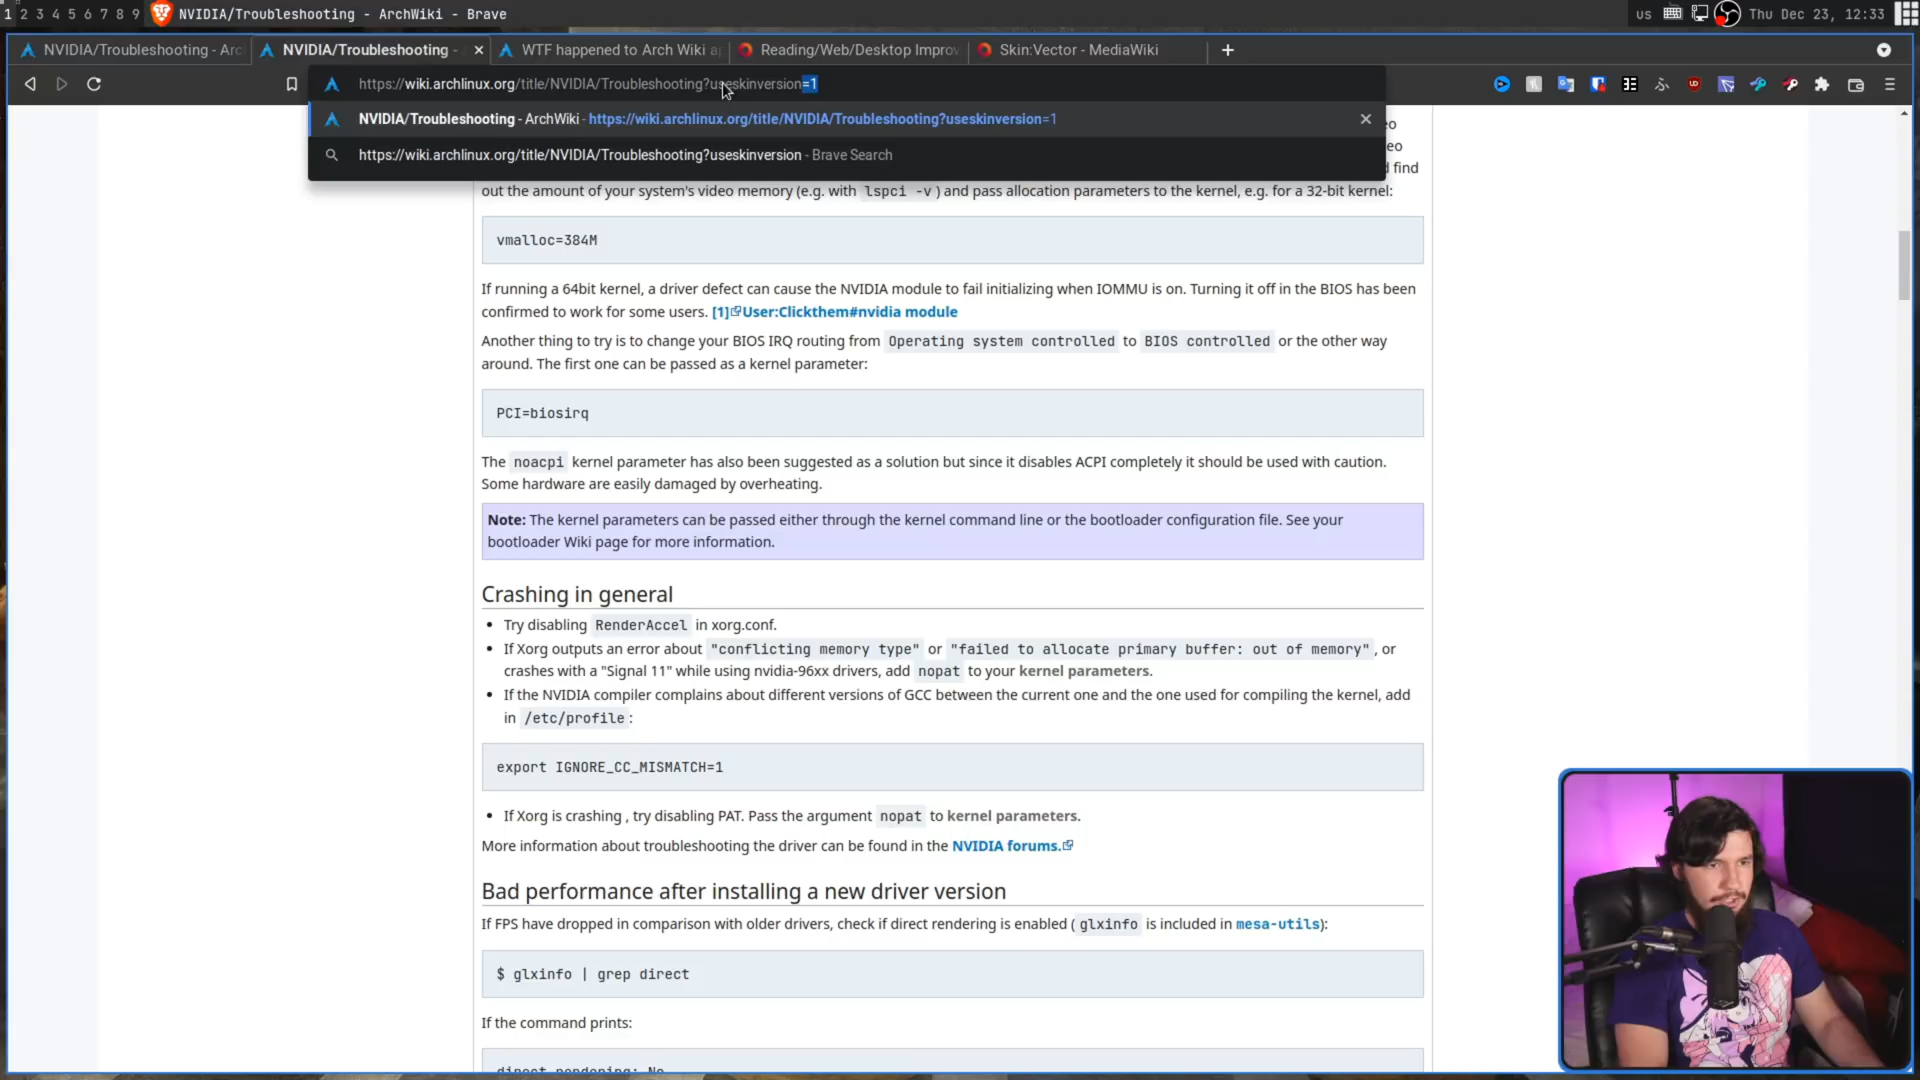 1 2 3 4 5 6 7 8 9 NVIDIA/Troubleshooting - ArchWiki - Brave us Thu Dec 23, 12:33
NVIDIA/Troubleshooting - Arc NVIDIA/Troubleshooting - WTF happened to Arch Wiki ap Reading/Web/Desktop Improv Skin:Vector - MediaWiki
https://wiki.archlinux.org/title/NVIDIA/Troubleshooting?useskinversion=1
NVIDIA/Troubleshooting - ArchWiki - https://wiki.archlinux.org/title/NVIDIA/Troubleshooting?useskinversion=1
https://wiki.archlinux.org/title/NVIDIA/Troubleshooting?useskinversion - Brave Search
eo
eo
find
out the amount of your system's video memory (e.g. with lspci -v ) and pass allocation parameters to the kernel, e.g. for a 32-bit kernel:
vmalloc=384M
If running a 64bit kernel, a driver defect can cause the NVIDIA module to fail initializing when IOMMU is on. Turning it off in the BIOS has been
confirmed to work for some users. [1] User:Clickthem#nvidia module
Another thing to try is to change your BIOS IRQ routing from Operating system controlled to BIOS controlled or the other way
around. The first one can be passed as a kernel parameter:
PCI=biosirq
The noacpi kernel parameter has also been suggested as a solution but since it disables ACPI completely it should be used with caution.
Some hardware are easily damaged by overheating.
Note: The kernel parameters can be passed either through the kernel command line or the bootloader configuration file. See your
bootloader Wiki page for more information.
Crashing in general
• Try disabling RenderAccel in xorg.conf.
• If Xorg outputs an error about "conflicting memory type" or "failed to allocate primary buffer: out of memory", or
crashes with a "Signal 11" while using nvidia-96xx drivers, add nopat to your kernel parameters.
• If the NVIDIA compiler complains about different versions of GCC between the current one and the one used for compiling the kernel, add
in /etc/profile:
export IGNORE_CC_MISMATCH=1
• If Xorg is crashing , try disabling PAT. Pass the argument nopat to kernel parameters.
More information about troubleshooting the driver can be found in the NVIDIA forums.
Bad performance after installing a new driver version
If FPS have dropped in comparison with older drivers, check if direct rendering is enabled ( glxinfo is included in mesa-utils):
$ glxinfo | grep direct
If the command prints:
direct rendering: No